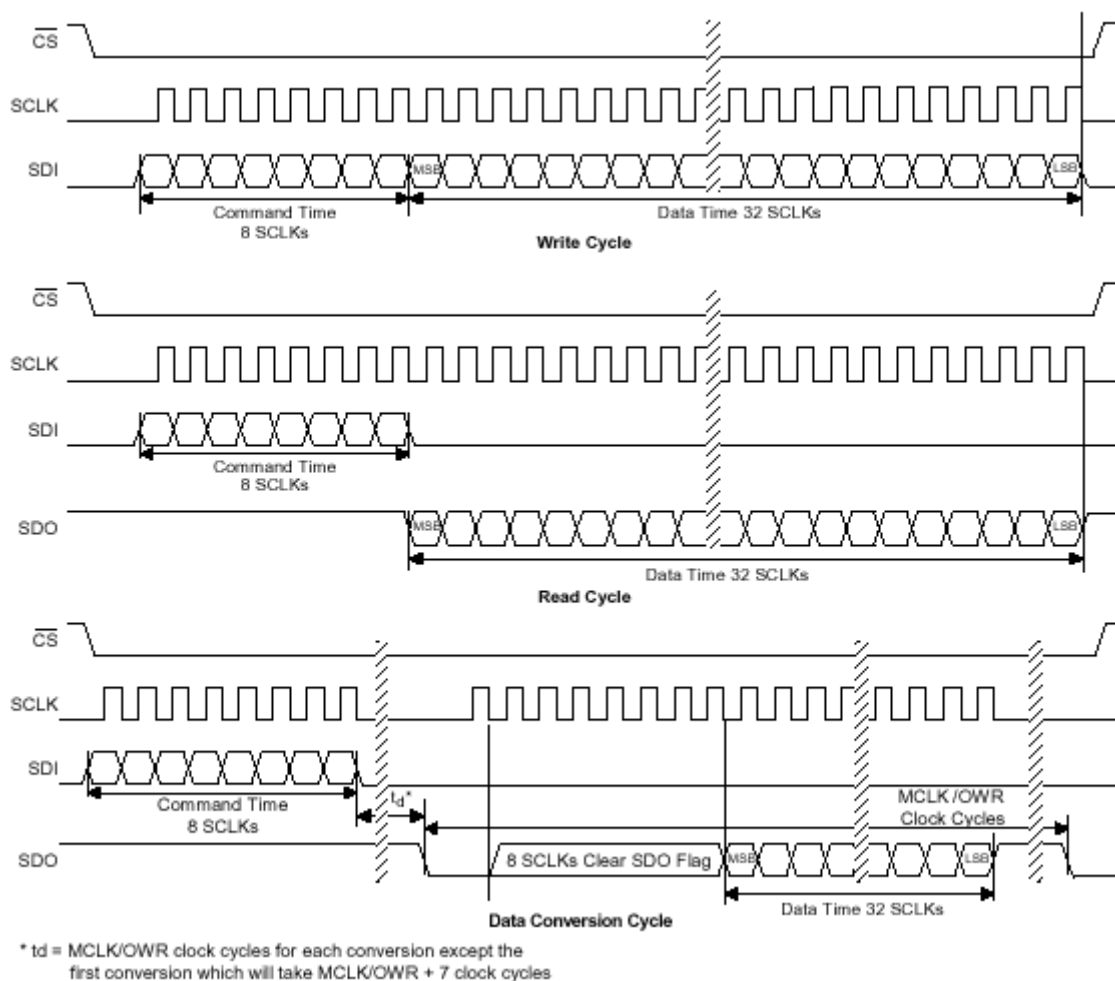 CS
SCLK
SDI
MSB
LSB
Command Time
8 SCLKs
Data Time 32 SCLKs
Write Cycle
CS
SCLK
SDI
Command Time
8 SCLKs
SDO
MSB
LSB
Data Time 32 SCLKs
Read Cycle
CS
SCLK
SDI
Command Time
8 SCLKs
td*
MCLK/OWR
Clock Cycles
SDO
8 SCLKs Clear SDO Flag
MSB
LSB
Data Time 32 SCLKs
Data Conversion Cycle
* td = MCLK/OWR clock cycles for each conversion except the
first conversion which will take MCLK/OWR + 7 clock cycles